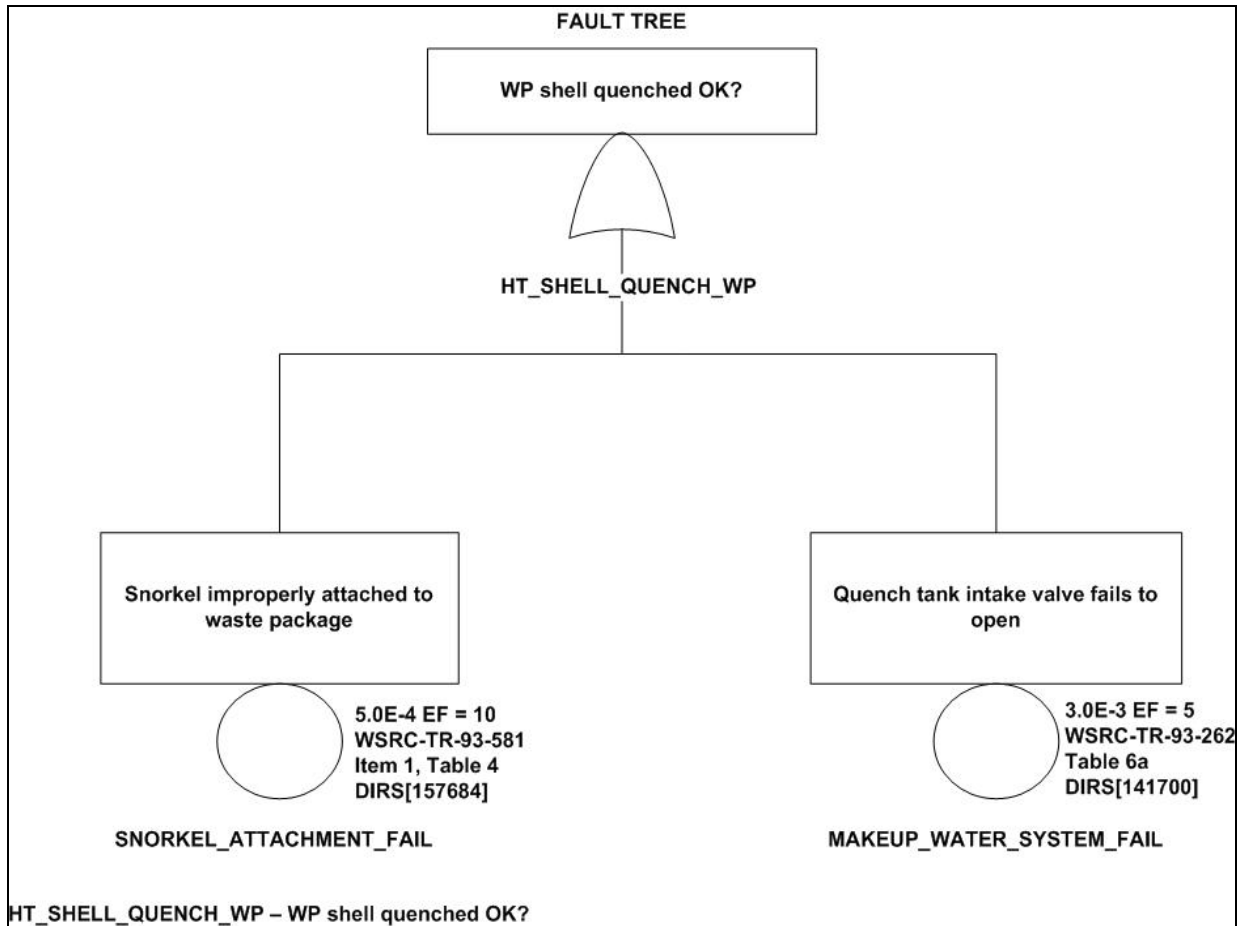 FAULT TREE
WP shell quenched OK?
HT_SHELL_QUENCH_WP
Snorkel improperly attached to
waste package
Quench tank intake valve fails to
open
5.0E-4 EF = 10
WSRC-TR-93-581
Item 1, Table 4
DIRS[157684]
3.0E-3 EF = 5
WSRC-TR-93-262
Table 6a
DIRS[141700]
SNORKEL_ATTACHMENT_FAIL
MAKEUP_WATER_SYSTEM_FAIL
HT_SHELL_QUENCH_WP – WP shell quenched OK?